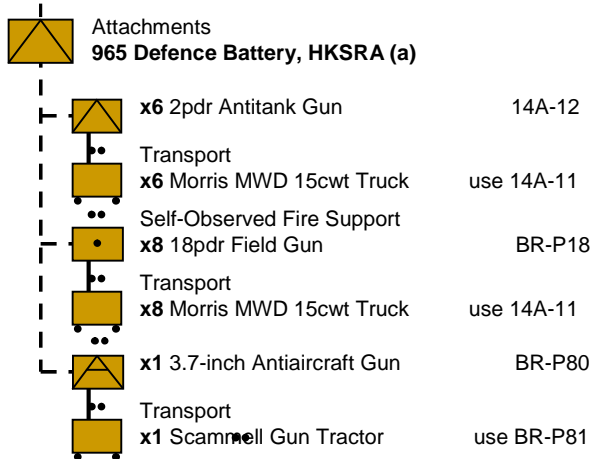 Attachments
965 Defence Battery, HKSRA (a)
x6 2pdr Antitank Gun 14A-12
Transport
x6 Morris MWD 15cwt Truck use 14A-11
Self-Observed Fire Support
x8 18pdr Field Gun BR-P18
Transport
x8 Morris MWD 15cwt Truck use 14A-11
x1 3.7-inch Antiaircraft Gun BR-P80
Transport
x1 Scammell Gun Tractor use BR-P81